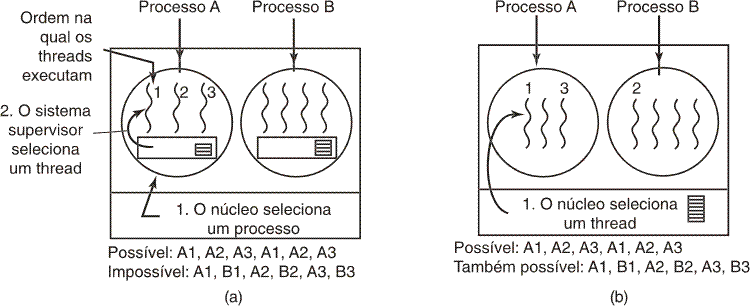 Processo A
Processo B
Ordem na
qual os
threads
executam
1
2
3
2. O sistema
supervisor
seleciona
um thread
1. O núcleo seleciona
um processo
Possível: A1, A2, A3, A1, A2, A3
Impossível: A1, B1, A2, B2, A3, B3
(a)
Processo A
Processo B
1
3
2
1. O núcleo seleciona
um thread
Possível: A1, A2, A3, A1, A2, A3
Também possível: A1, B1, A2, B2, A3, B3
(b)